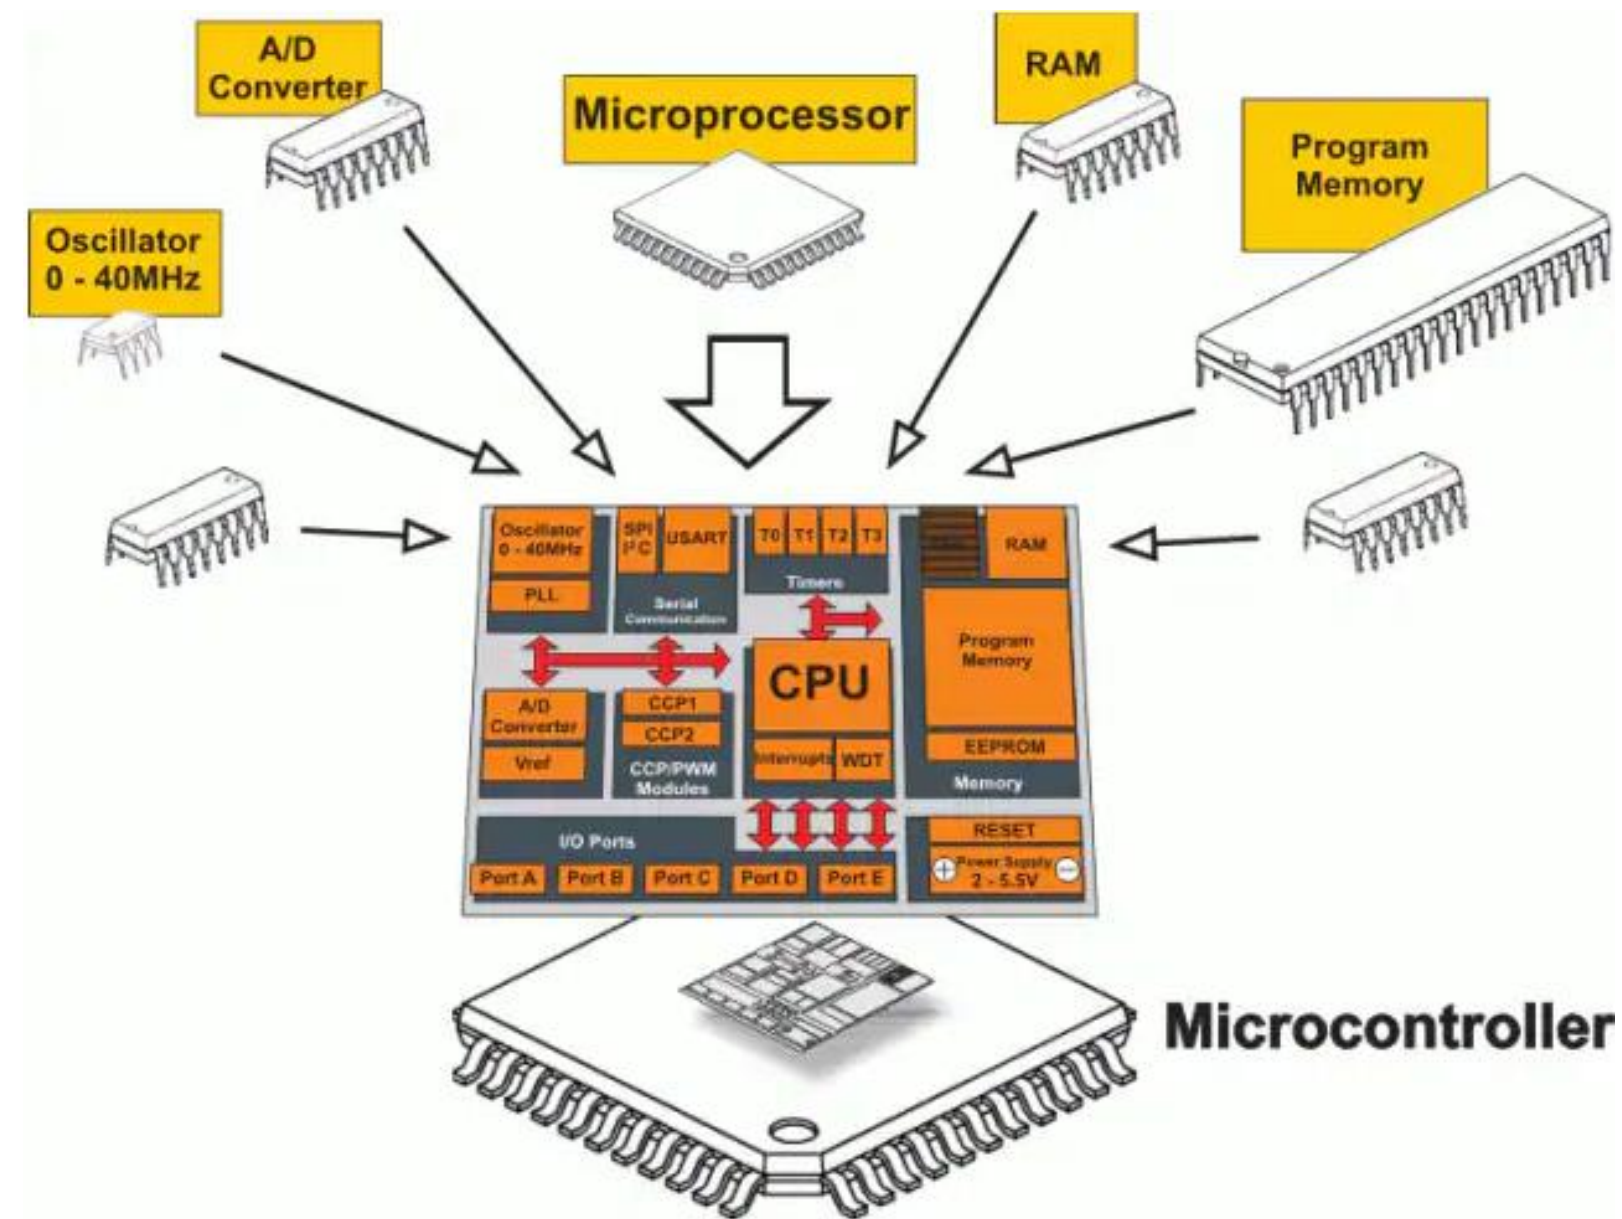 A/D
Converter
Microprocessor
RAM
Program
Memory
Oscillator
0 - 40MHz
Oscillator
0 - 40MHz
PLL
SPI
I²C
USART
Serial
Communication
T0 T1 T2 T3
Timers
RAM
Program
Memory
EEPROM
Memory
A/D
Converter
Vref
CCP1
CCP2
CCP/PWM
Modules
CPU
Interrupts WDT
I/O Ports
Port A Port B Port C Port D Port E
RESET
+ Power Supply −
2 - 5.5V
Microcontroller